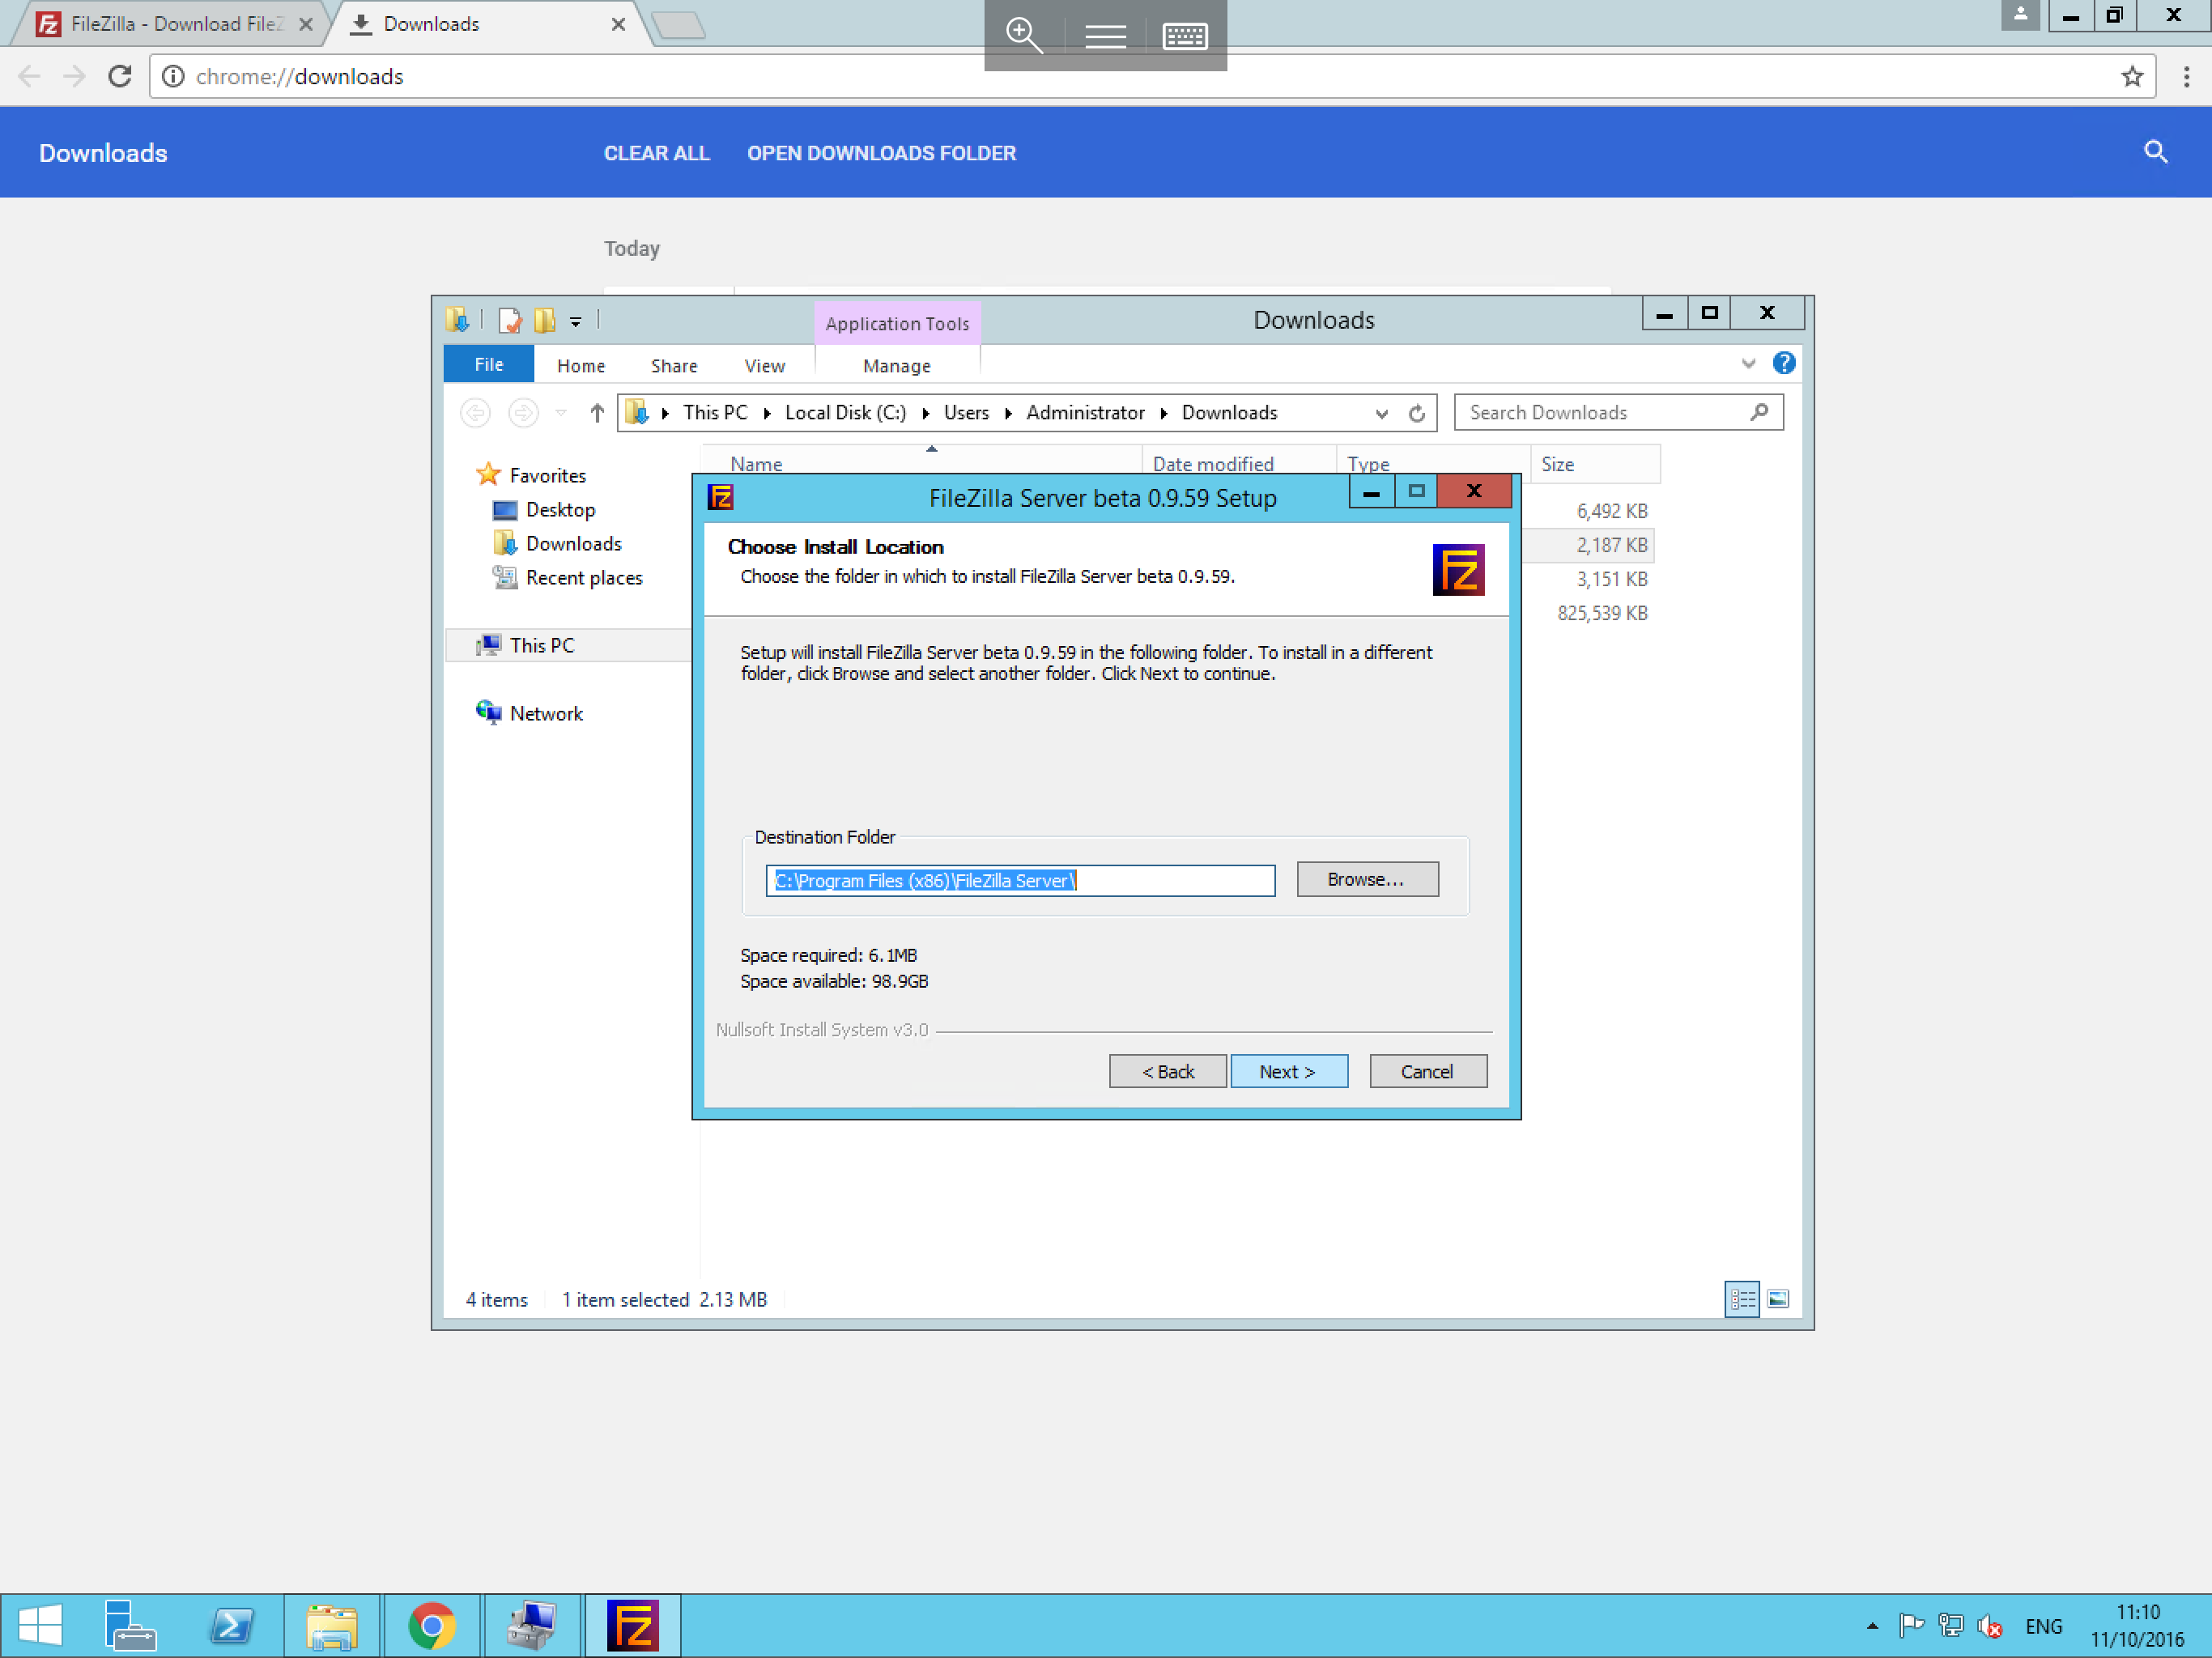 FileZilla - Download FileZ
Downloads
chrome://downloads
Downloads
CLEAR ALL
OPEN DOWNLOADS FOLDER
Today
Application Tools
Downloads
File
Home
Share
View
Manage
This PC
Local Disk (C:)
Users
Administrator
Downloads
Search Downloads
Name
Date modified
Type
Size
Favorites
Desktop
Downloads
Recent places
This PC
Network
6,492 KB
2,187 KB
3,151 KB
825,539 KB
FileZilla Server beta 0.9.59 Setup
Choose Install Location
Choose the folder in which to install FileZilla Server beta 0.9.59.
Setup will install FileZilla Server beta 0.9.59 in the following folder. To install in a different
folder, click Browse and select another folder. Click Next to continue.
Destination Folder
C:\Program Files (x86)\FileZilla Server\
Browse...
Space required: 6.1MB
Space available: 98.9GB
Nullsoft Install System v3.0
< Back
Next >
Cancel
4 items
1 item selected 2.13 MB
ENG
11:10
11/10/2016